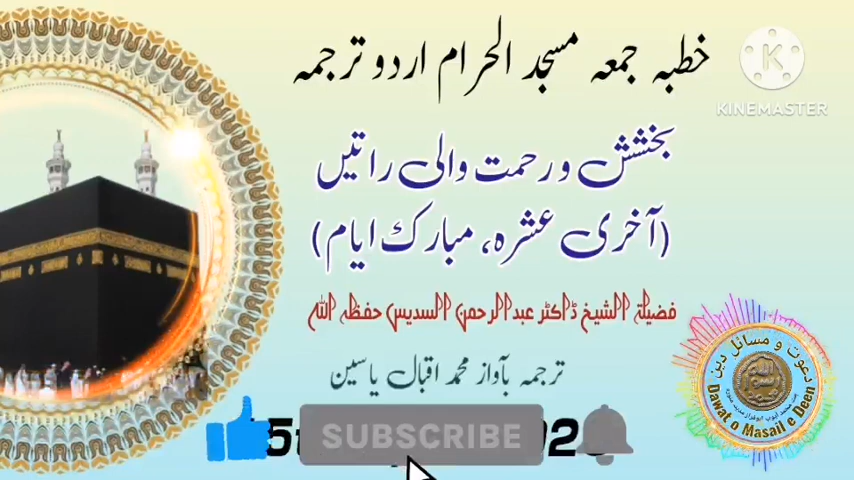 خطبہ جمعہ مسجد الحرام اردو ترجمہ
KINEMASTER
بخشش و رحمت والی راتیں
(آخری عشرہ، مبارک ایام)
فضیلۃ الشیخ ڈاکٹر عبدالرحمن السدیس حفظہ اللہ
ترجمہ بآواز محمد اقبال یاسین
SUBSCRIBE
دعوت و مسائل دین
Dawat o Masail e Deen